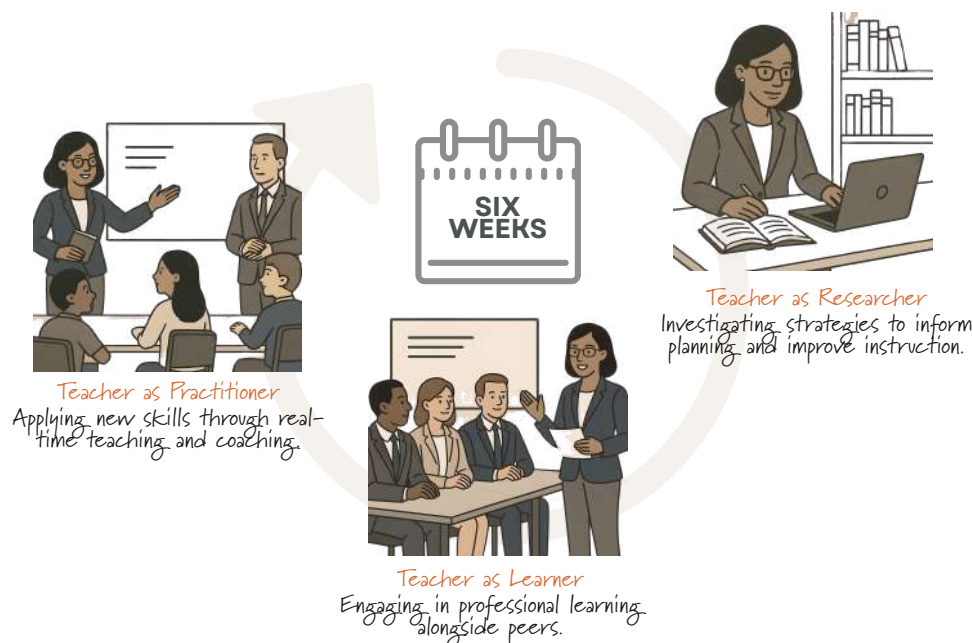 SIX
WEEKS
Teacher as Researcher
Investigating strategies to inform
planning and improve instruction.
Teacher as Practitioner
Applying new skills through real-
time teaching and coaching.
Teacher as Learner
Engaging in professional learning
alongside peers.